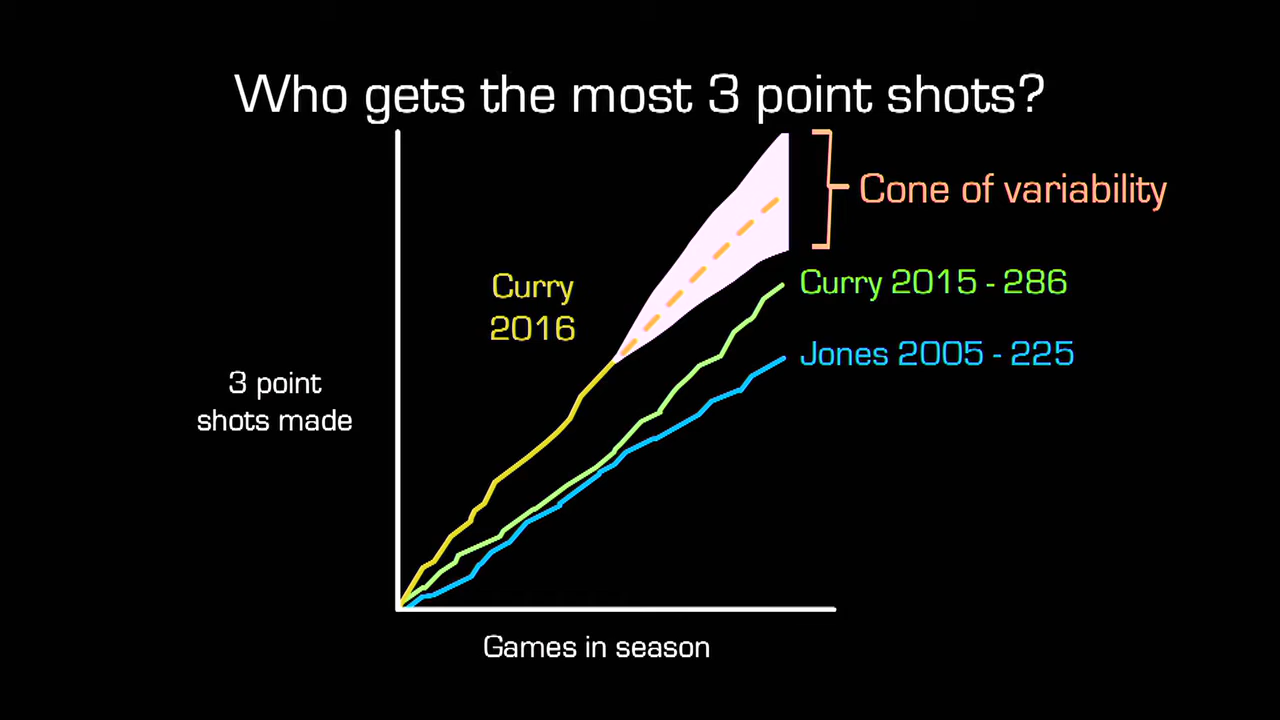 Who gets the most 3 point shots?
Cone of variability
Curry
2016
Curry 2015 - 286
Jones 2005 - 225
3 point
shots made
Games in season